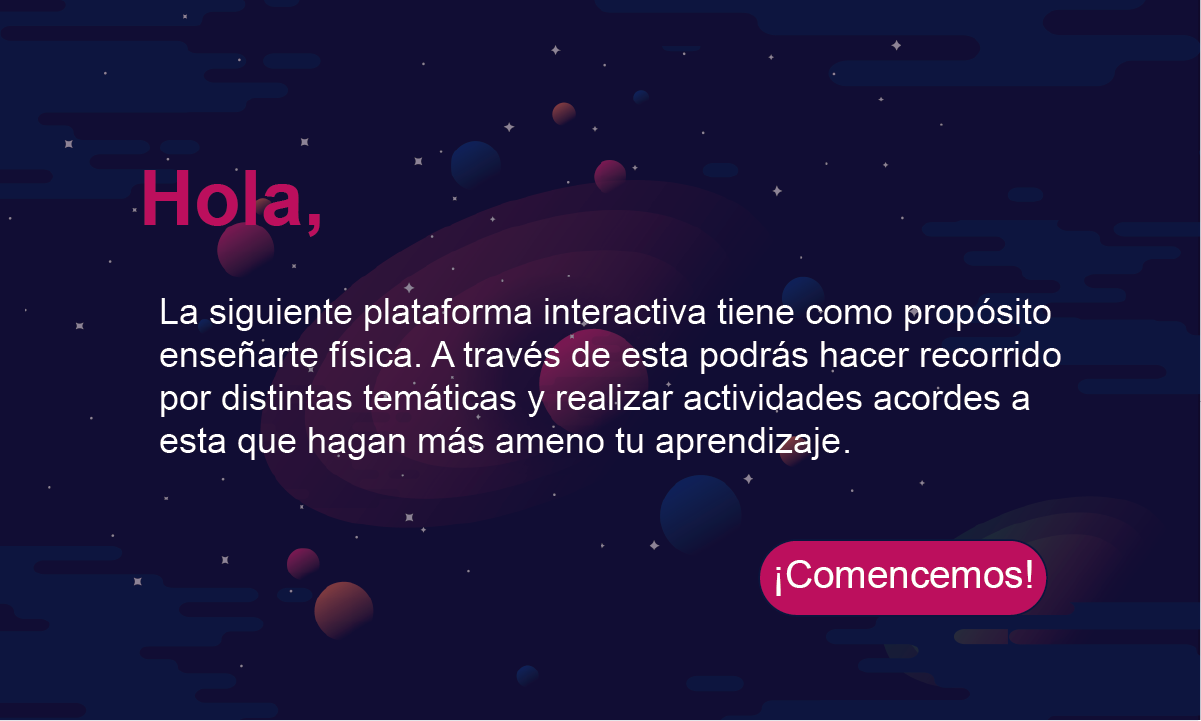 Hola,
La siguiente plataforma interactiva tiene como propósito
enseñarte física. A través de esta podrás hacer recorrido
por distintas temáticas y realizar actividades acordes a
esta que hagan más ameno tu aprendizaje.
¡Comencemos!